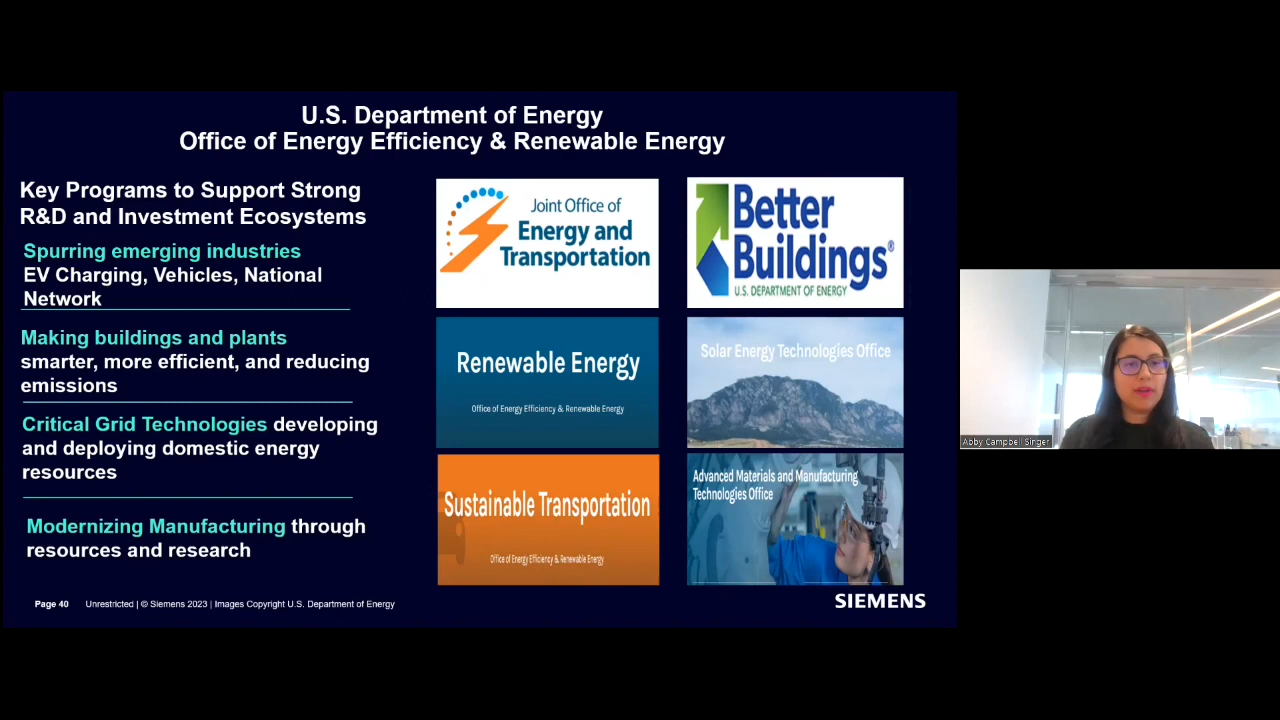 U.S. Department of Energy
Office of Energy Efficiency & Renewable Energy
Key Programs to Support Strong
R&D and Investment Ecosystems
Spurring emerging industries
EV Charging, Vehicles, National
Network
Making buildings and plants
smarter, more efficient, and reducing
emissions
Critical Grid Technologies developing
and deploying domestic energy
resources
Modernizing Manufacturing through
resources and research
Joint Office of
Energy and
Transportation
Better
Buildings®
U.S. DEPARTMENT OF ENERGY
Renewable Energy
Office of Energy Efficiency & Renewable Energy
Solar Energy Technologies Office
Sustainable Transportation
Office of Energy Efficiency & Renewable Energy
Advanced Materials and Manufacturing
Technologies Office
Page 40 Unrestricted | © Siemens 2023 | Images Copyright U.S. Department of Energy
SIEMENS
Abby Campbell Singer